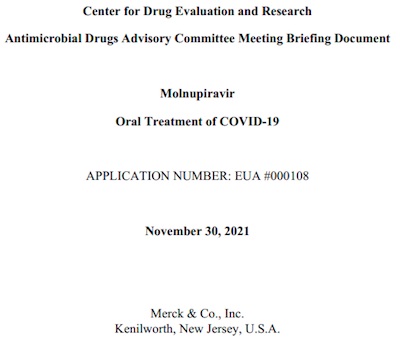 Center for Drug Evaluation and Research
Antimicrobial Drugs Advisory Committee Meeting Briefing Document
Molnupiravir
Oral Treatment of COVID-19
APPLICATION NUMBER: EUA #000108
November 30, 2021
Merck & Co., Inc.
Kenilworth, New Jersey, U.S.A.